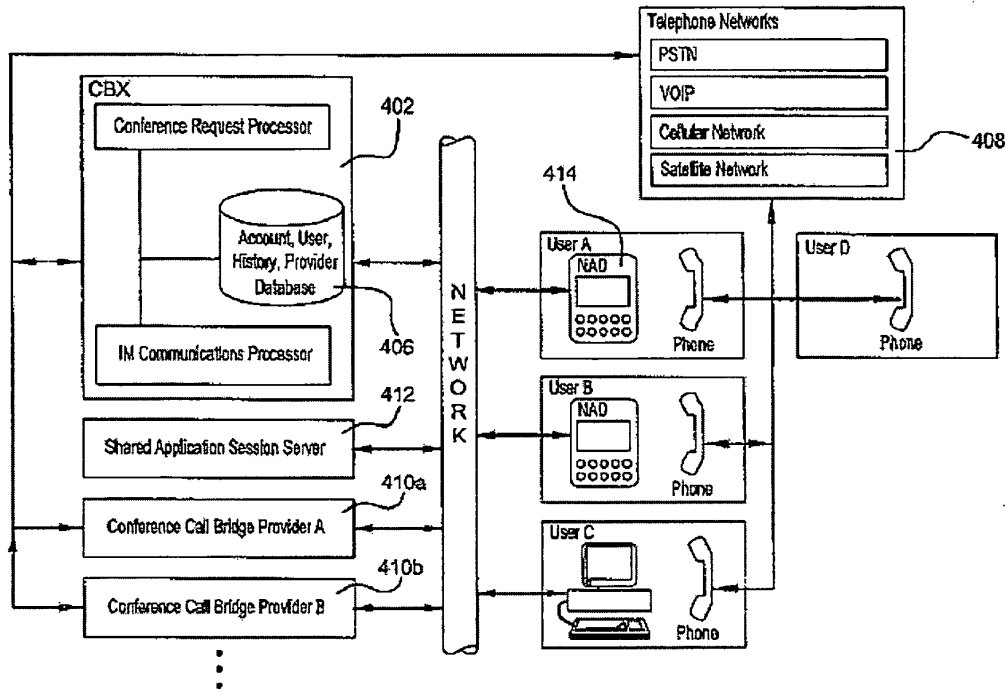 Telephone Networks
PSTN
VOIP
Cellular Network
Satellite Network
408
CBX
Conference Request Processor
402
Account, User,
History, Provider
Database
406
IM Communications Processor
412
Shared Application Session Server
410a
Conference Call Bridge Provider A
410b
Conference Call Bridge Provider B
NETWORK
414
User A
NAD
Phone
User D
Phone
User B
NAD
Phone
User C
Phone